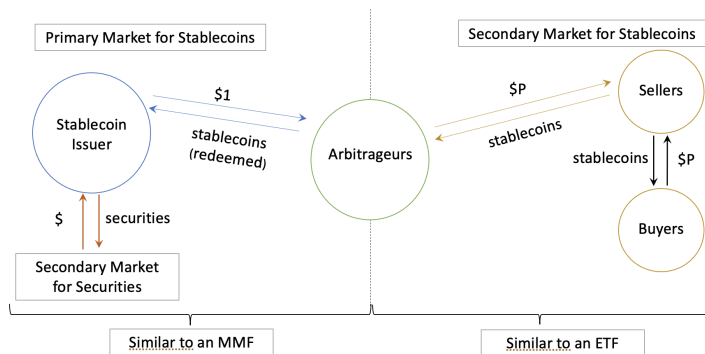 Primary Market for Stablecoins
Secondary Market for Stablecoins
$1
stablecoins
(redeemed)
Stablecoin
Issuer
Arbitrageurs
$P
stablecoins
Sellers
stablecoins
$P
Buyers
$
securities
Secondary Market
for Securities
Similar to an MMF
Similar to an ETF